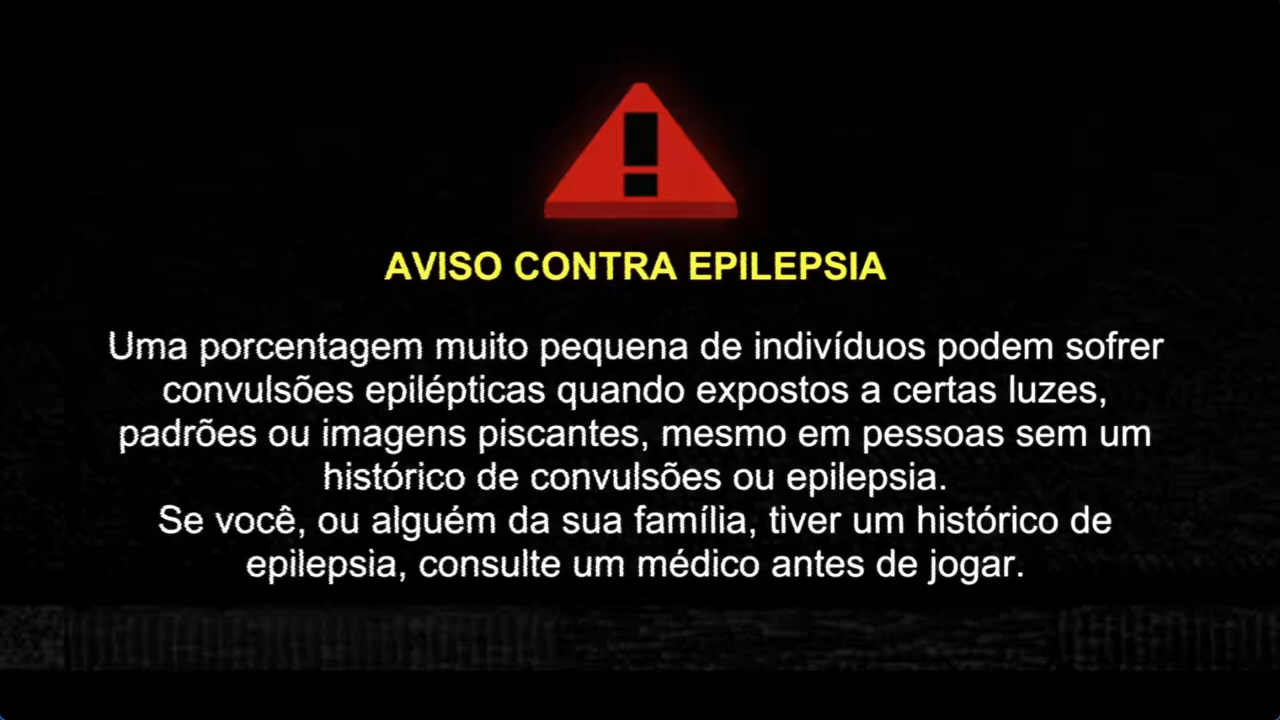 AVISO CONTRA EPILEPSIA
Uma porcentagem muito pequena de indivíduos podem sofrer
convulsões epilépticas quando expostos a certas luzes,
padrões ou imagens piscantes, mesmo em pessoas sem um
histórico de convulsões ou epilepsia.
Se você, ou alguém da sua família, tiver um histórico de
epilepsia, consulte um médico antes de jogar.